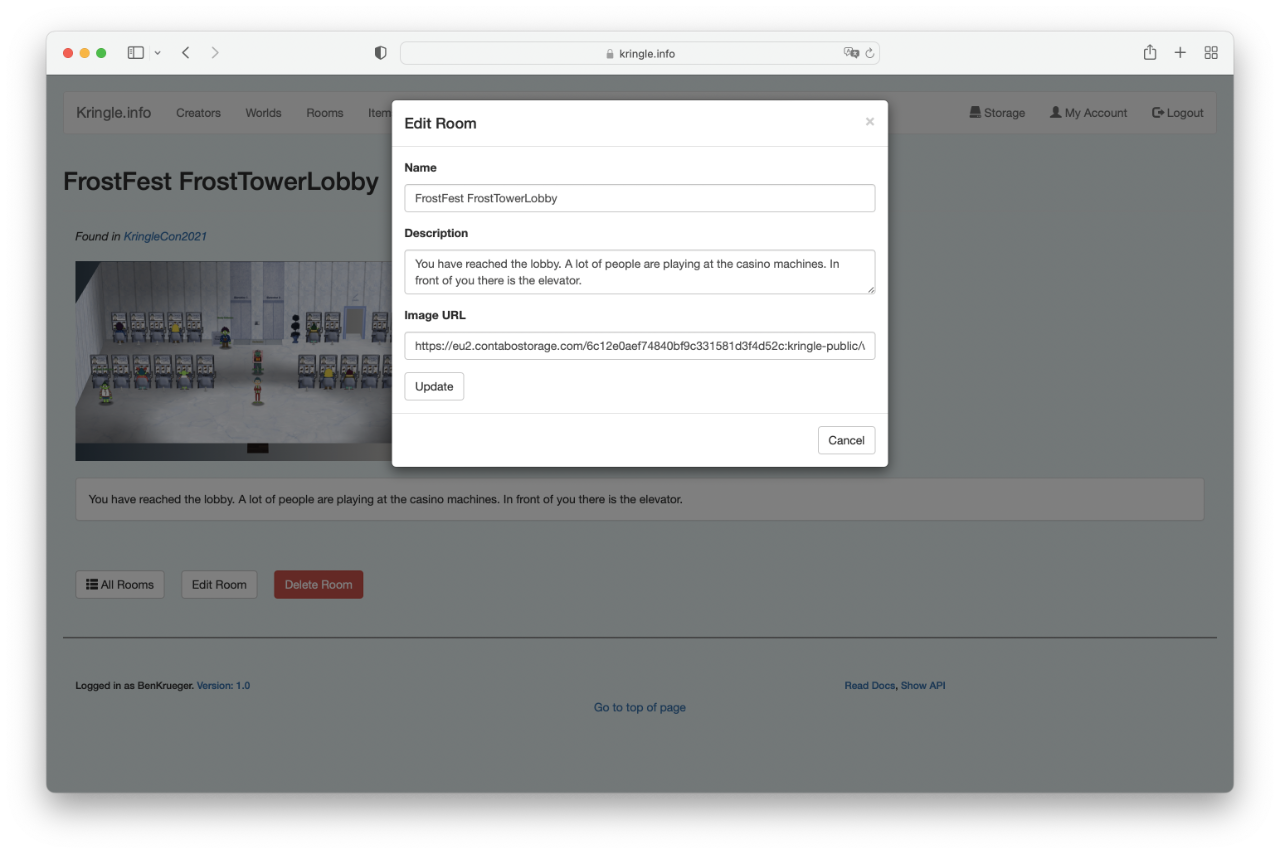 kringle.info
Kringle.info Creators Worlds Rooms Item Storage My Account Logout
Edit Room ×
Name
FrostFest FrostTowerLobby
Description
You have reached the lobby. A lot of people are playing at the casino machines. In
front of you there is the elevator.
Image URL
https://eu2.contabostorage.com/6c12e0aef74840bf9c331581d3f4d52c:kringle-public/\
Update
Cancel
FrostFest FrostTowerLobby
Found in KringleCon2021
You have reached the lobby. A lot of people are playing at the casino machines. In front of you there is the elevator.
All Rooms Edit Room Delete Room
Logged in as BenKrueger. Version: 1.0 Read Docs, Show API
Go to top of page